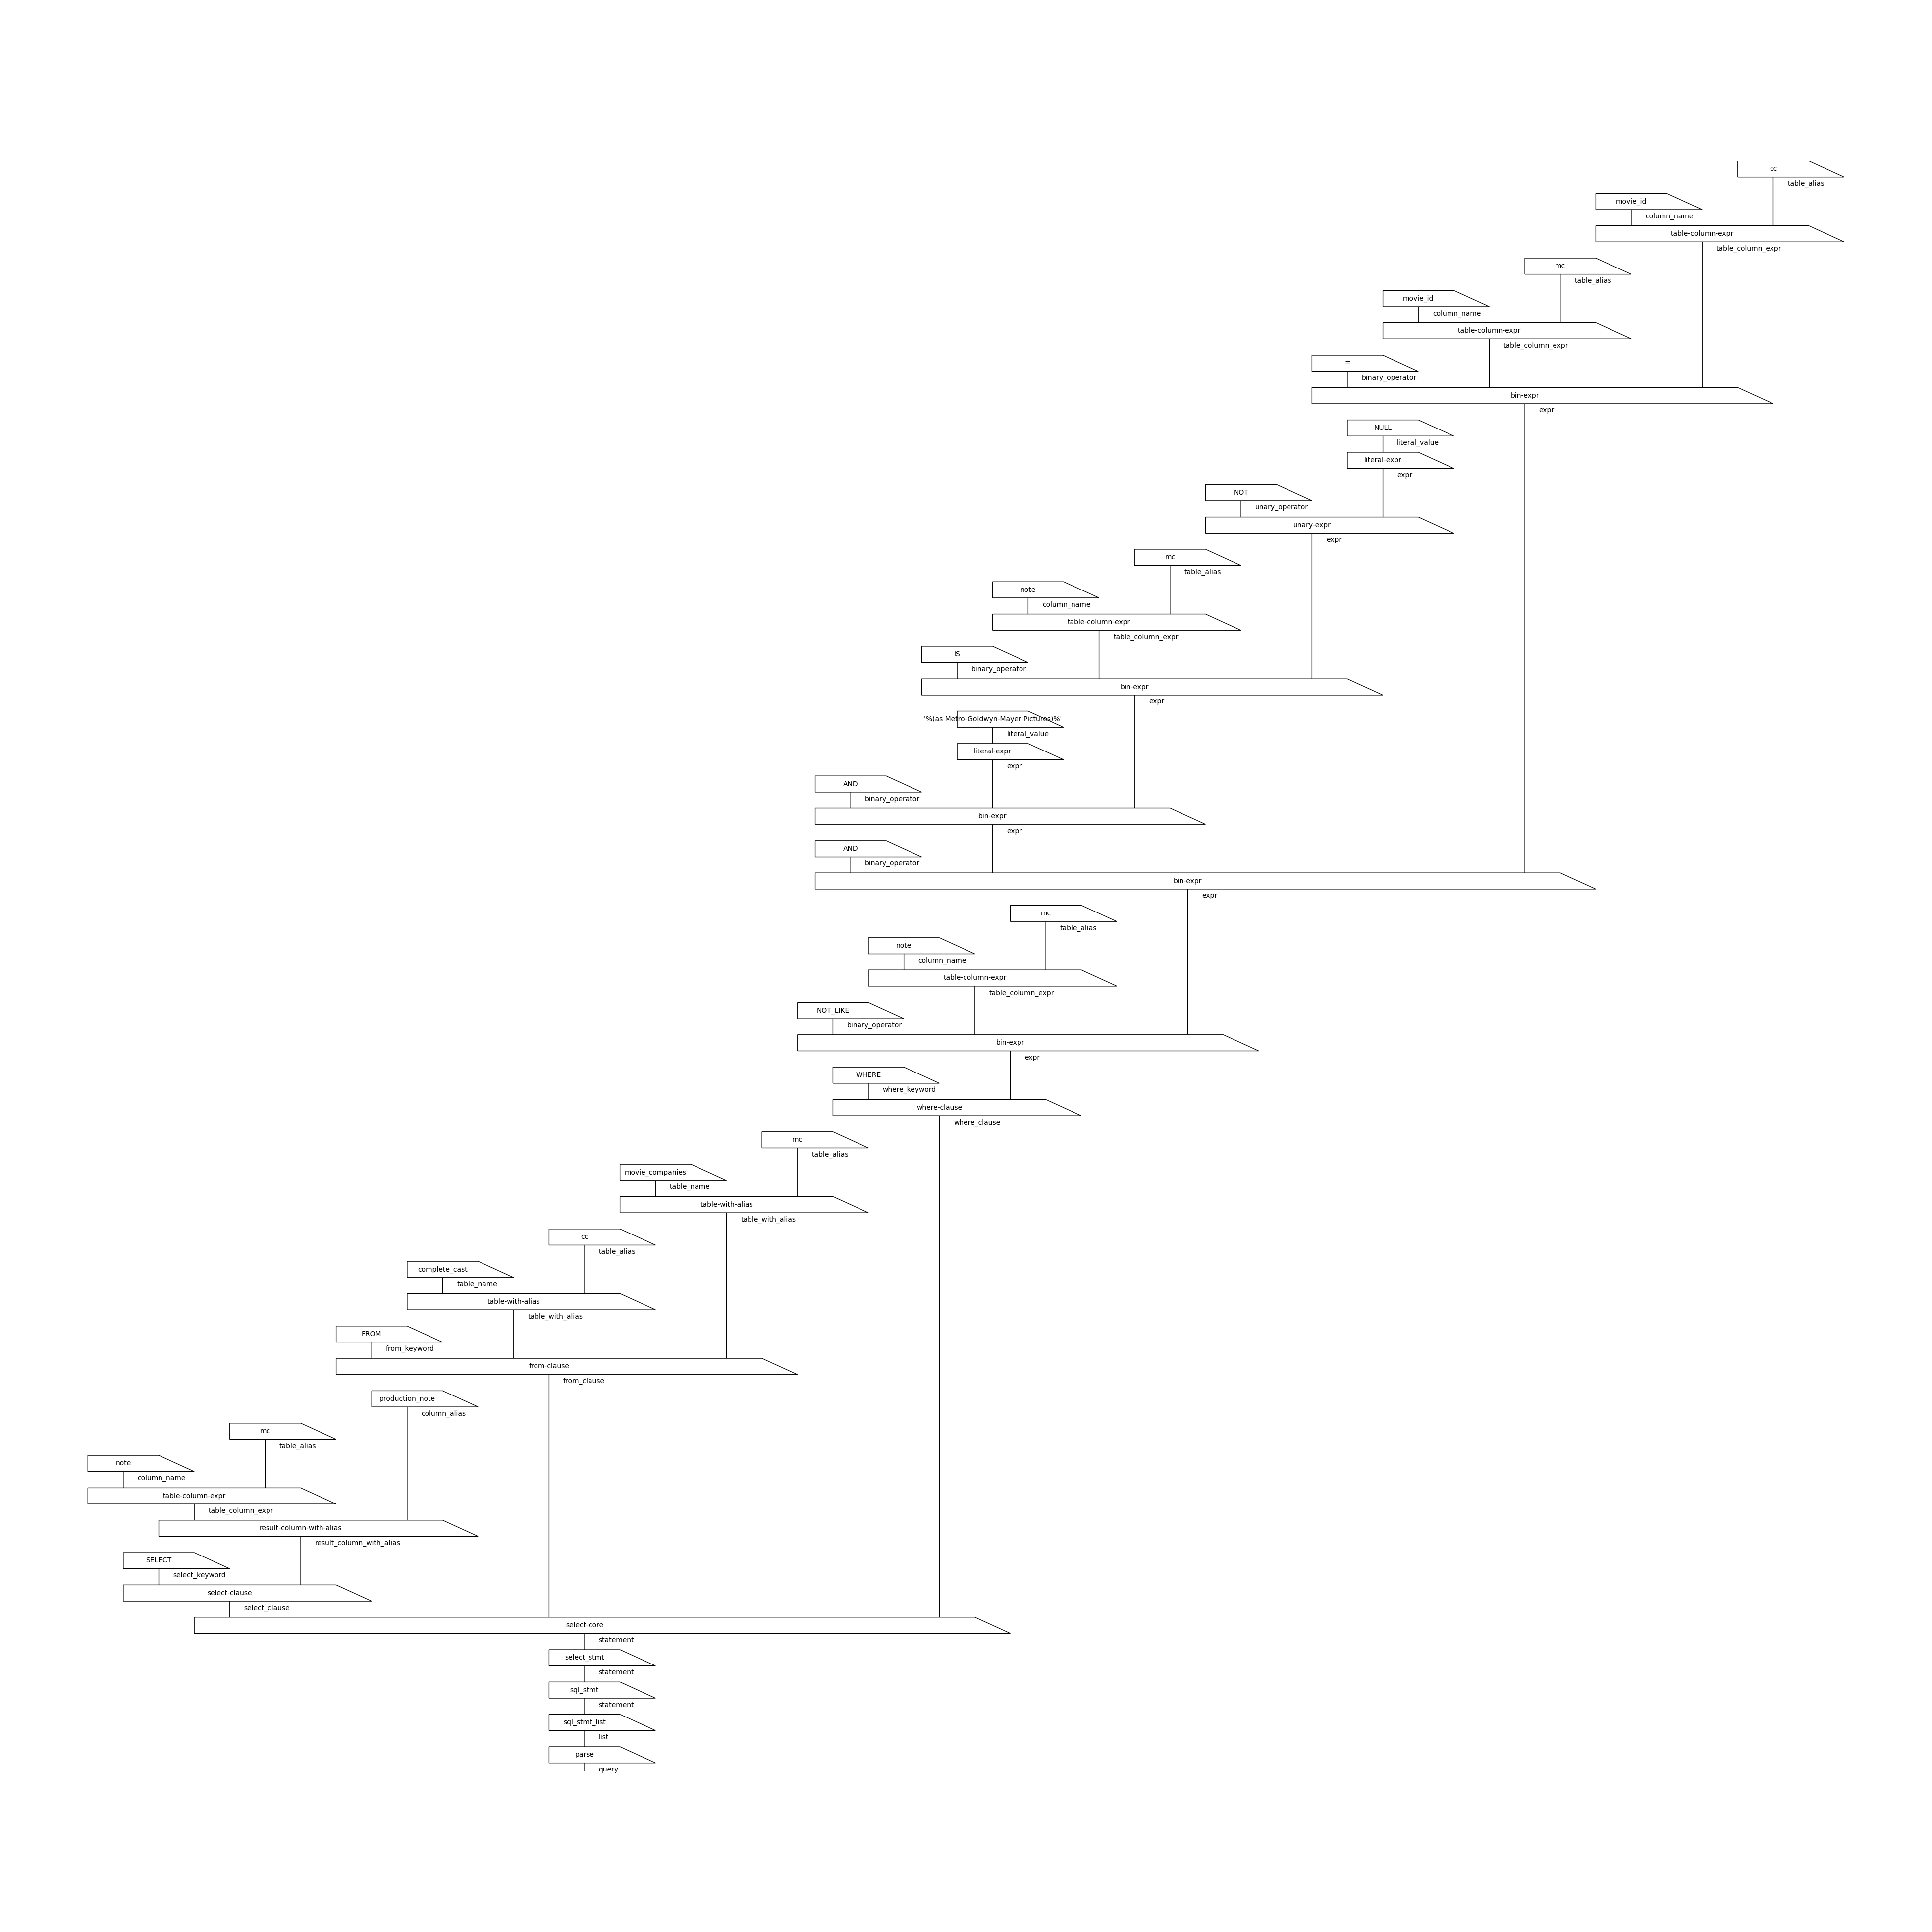 cc
table_alias
movie_id
column_name
table-column-expr
table_column_expr
mc
table_alias
movie_id
column_name
table-column-expr
table_column_expr
=
binary_operator
bin-expr
expr
NULL
literal_value
literal-expr
expr
NOT
unary_operator
unary-expr
expr
mc
table_alias
note
column_name
table-column-expr
table_column_expr
IS
binary_operator
bin-expr
expr
'%(as Metro-Goldwyn-Mayer Pictures)%'
literal_value
literal-expr
expr
AND
binary_operator
bin-expr
expr
AND
binary_operator
bin-expr
expr
mc
table_alias
note
column_name
table-column-expr
table_column_expr
NOT_LIKE
binary_operator
bin-expr
expr
WHERE
where_keyword
where-clause
where_clause
mc
table_alias
movie_companies
table_name
table-with-alias
table_with_alias
cc
table_alias
complete_cast
table_name
table-with-alias
table_with_alias
FROM
from_keyword
from-clause
from_clause
production_note
column_alias
mc
table_alias
note
column_name
table-column-expr
table_column_expr
result-column-with-alias
result_column_with_alias
SELECT
select_keyword
select-clause
select_clause
select-core
statement
select_stmt
statement
sql_stmt
statement
sql_stmt_list
list
parse
query